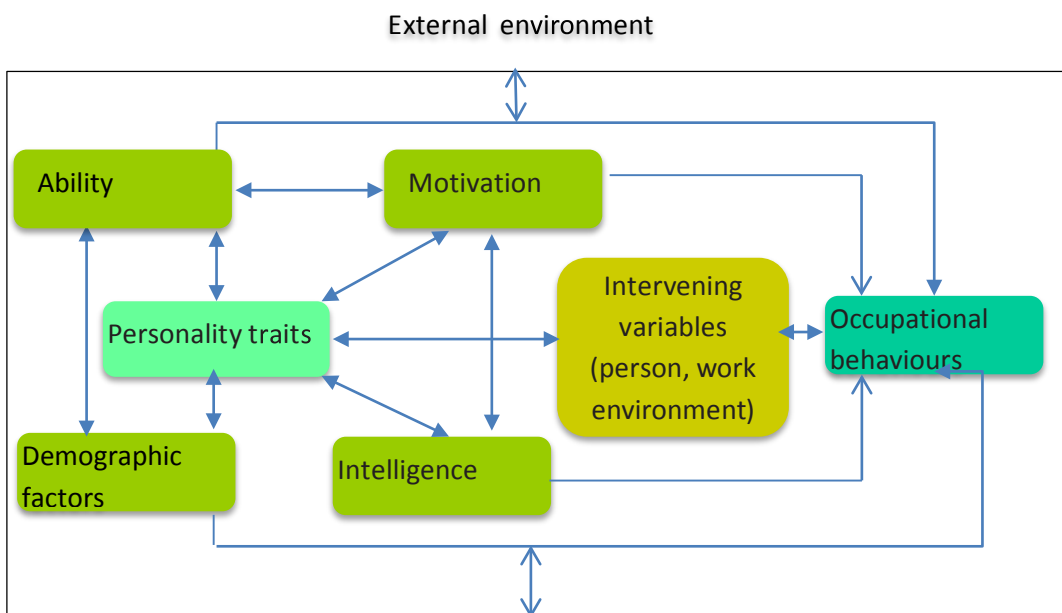 External environment
Ability
Motivation
Personality traits
Intervening
variables
(person, work
environment)
Occupational
behaviours
Demographic
factors
Intelligence